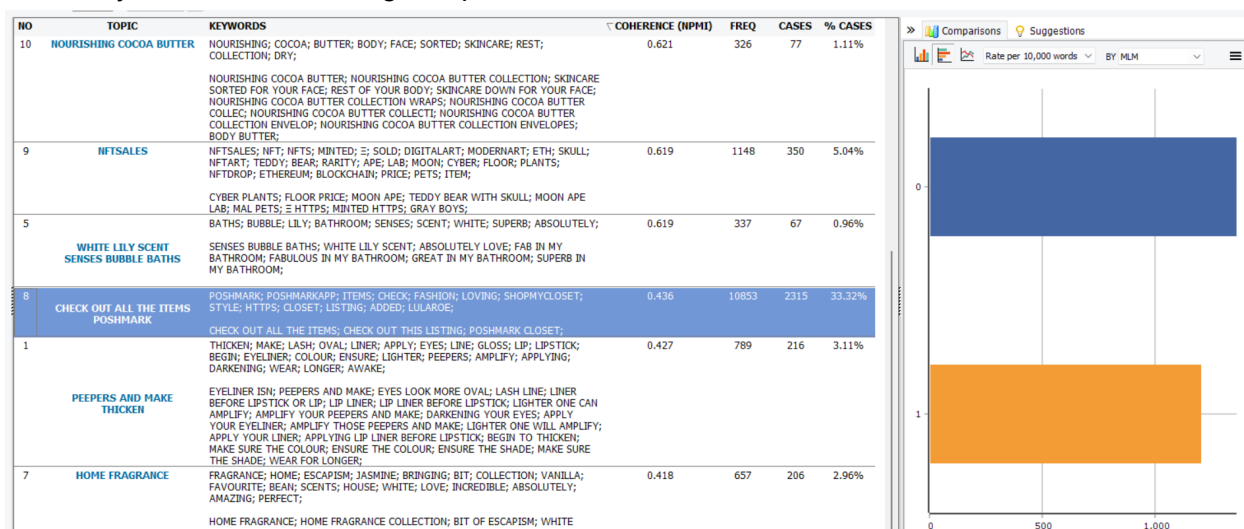 NO TOPIC KEYWORDS COHERENCE (NPMI) FREQ CASES % CASES
10 NOURISHING COCOA BUTTER NOURISHING; COCOA; BUTTER; BODY; FACE; SORTED; SKINCARE; REST; 0.621 326 77 1.11%
COLLECTION; DRY;
NOURISHING COCOA BUTTER; NOURISHING COCOA BUTTER COLLECTION; SKINCARE
SORTED FOR YOUR FACE; REST OF YOUR BODY; SKINCARE DOWN FOR YOUR FACE;
NOURISHING COCOA BUTTER COLLECTION WRAPS; NOURISHING COCOA BUTTER
COLLEC; NOURISHING COCOA BUTTER COLLECTI; NOURISHING COCOA BUTTER
COLLECTION ENVELOP; NOURISHING COCOA BUTTER COLLECTION ENVELOPES;
BODY BUTTER;
9 NFTSALES NFTSALES; NFT; NFTS; MINTED; Ξ; SOLD; DIGITALART; MODERNART; ETH; SKULL; 0.619 1148 350 5.04%
NFTART; TEDDY; BEAR; RARITY; APE; LAB; MOON; CYBER; FLOOR; PLANTS;
NFTDROP; ETHEREUM; BLOCKCHAIN; PRICE; PETS; ITEM;
CYBER PLANTS; FLOOR PRICE; MOON APE; TEDDY BEAR WITH SKULL; MOON APE
LAB; MAL PETS; Ξ HTTPS; MINTED HTTPS; GRAY BOYS;
5 BATHS; BUBBLE; LILY; BATHROOM; SENSES; SCENT; WHITE; SUPERB; ABSOLUTELY; 0.619 337 67 0.96%
WHITE LILY SCENT SENSES BUBBLE BATHS; WHITE LILY SCENT; ABSOLUTELY LOVE; FAB IN MY
SENSES BUBBLE BATHS BATHROOM; FABULOUS IN MY BATHROOM; GREAT IN MY BATHROOM; SUPERB IN
MY BATHROOM;
8 POSHMARK; POSHMARKAPP; ITEMS; CHECK; FASHION; LOVING; SHOPMYCLOSET; 0.436 10853 2315 33.32%
CHECK OUT ALL THE ITEMS STYLE; HTTPS; CLOSET; LISTING; ADDED; LULAROE;
POSHMARK
CHECK OUT ALL THE ITEMS; CHECK OUT THIS LISTING; POSHMARK CLOSET;
1 THICKEN; MAKE; LASH; OVAL; LINER; APPLY; EYES; LINE; GLOSS; LIP; LIPSTICK; 0.427 789 216 3.11%
BEGIN; EYELINER; COLOUR; ENSURE; LIGHTER; PEEPERS; AMPLIFY; APPLYING;
DARKENING; WEAR; LONGER; AWAKE;
PEEPERS AND MAKE EYELINER ISN; PEEPERS AND MAKE; EYES LOOK MORE OVAL; LASH LINE; LINER
THICKEN BEFORE LIPSTICK OR LIP; LIP LINER; LIP LINER BEFORE LIPSTICK; LIGHTER ONE CAN
AMPLIFY; AMPLIFY YOUR PEEPERS AND MAKE; DARKENING YOUR EYES; APPLY
YOUR EYELINER; AMPLIFY THOSE PEEPERS AND MAKE; LIGHTER ONE WILL AMPLIFY;
APPLY YOUR LINER; APPLYING LIP LINER BEFORE LIPSTICK; BEGIN TO THICKEN;
MAKE SURE THE COLOUR; ENSURE THE COLOUR; ENSURE THE SHADE; MAKE SURE
THE SHADE; WEAR FOR LONGER;
7 HOME FRAGRANCE FRAGRANCE; HOME; ESCAPISM; JASMINE; BRINGING; BIT; COLLECTION; VANILLA; 0.418 657 206 2.96%
FAVOURITE; BEAN; SCENTS; HOUSE; WHITE; LOVE; INCREDIBLE; ABSOLUTELY;
AMAZING; PERFECT;
HOME FRAGRANCE; HOME FRAGRANCE COLLECTION; BIT OF ESCAPISM; WHITE
Comparisons Suggestions
Rate per 10,000 words BY MLM
0
1
0 500 1,000